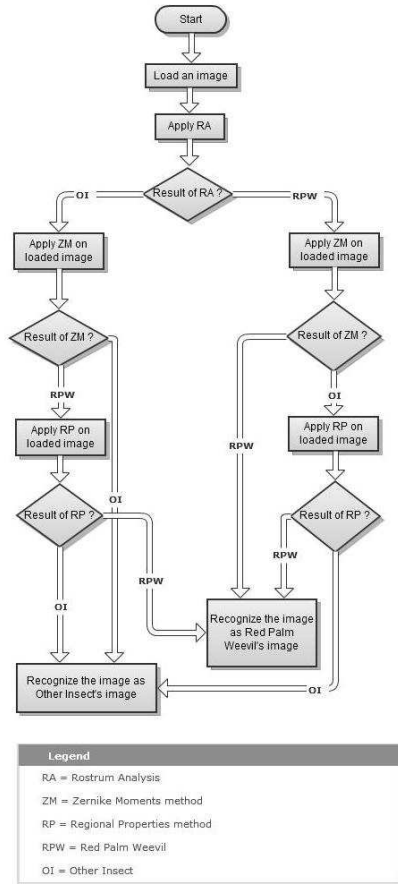 Start
Load an image
Apply RA
Result of RA ?
OI
RPW
Apply ZM on
loaded image
Apply ZM on
loaded image
Result of ZM ?
Result of ZM ?
RPW
OI
Apply RP on
loaded image
Apply RP on
loaded image
RPW
OI
Result of RP ?
Result of RP ?
RPW
RPW
OI
Recognize the image
as Red Palm
Weevil's image
Recognize the image as
Other Insect's image
OI
Legend
RA = Rostrum Analysis
ZM = Zernike Moments method
RP = Regional Properties method
RPW = Red Palm Weevil
OI = Other Insect